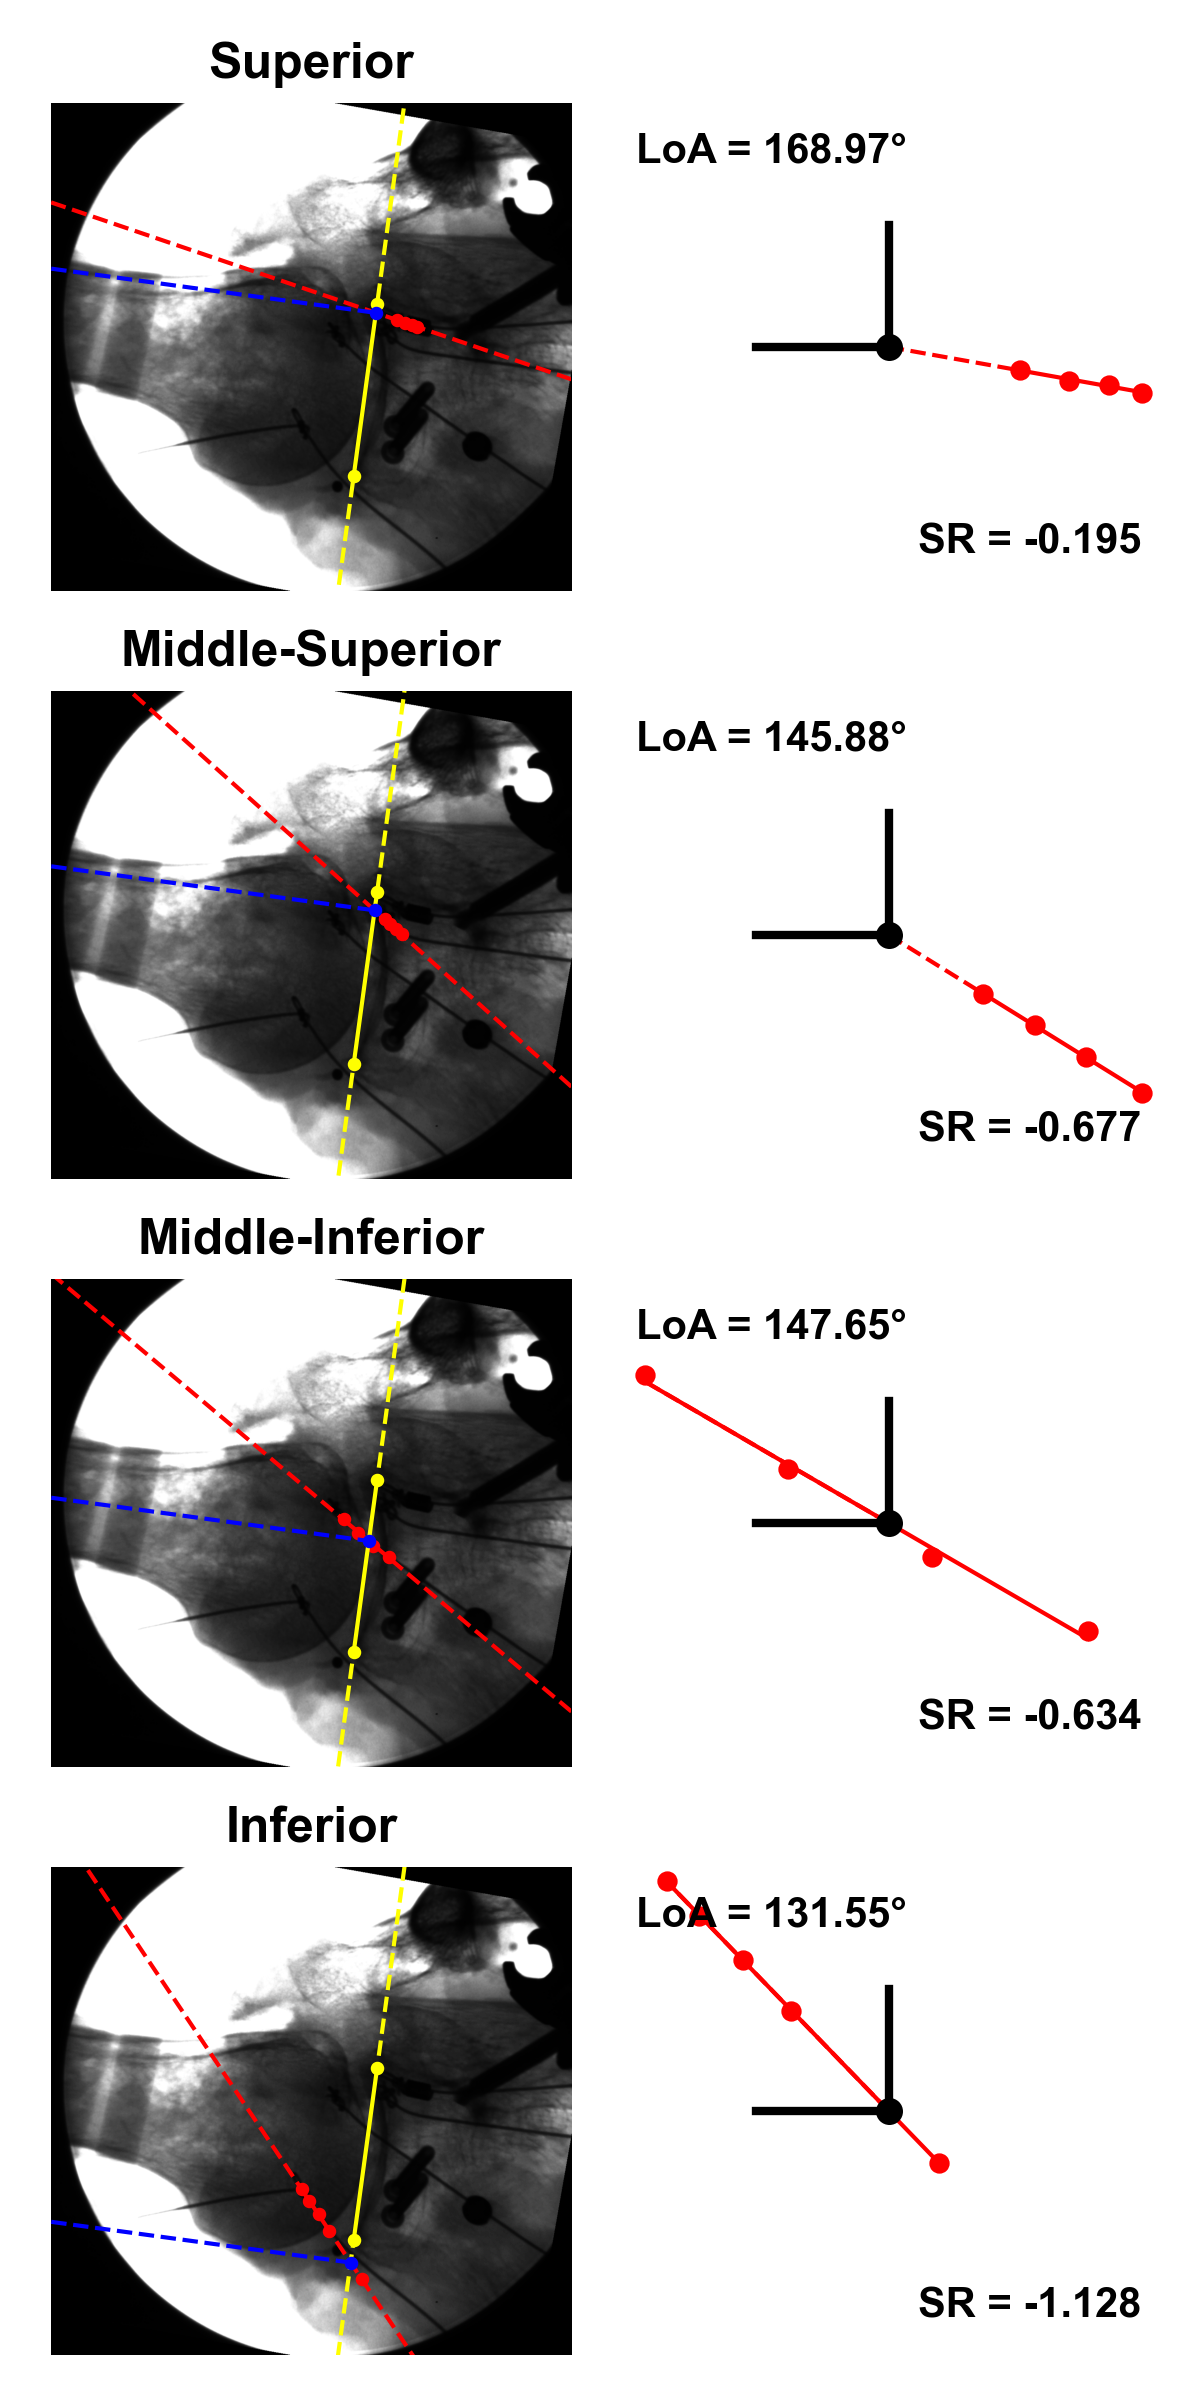 Superior
LoA = 168.97°
SR = -0.195
Middle-Superior
LoA = 145.88°
SR = -0.677
Middle-Inferior
LoA = 147.65°
SR = -0.634
Inferior
LoA = 131.55°
SR = -1.128